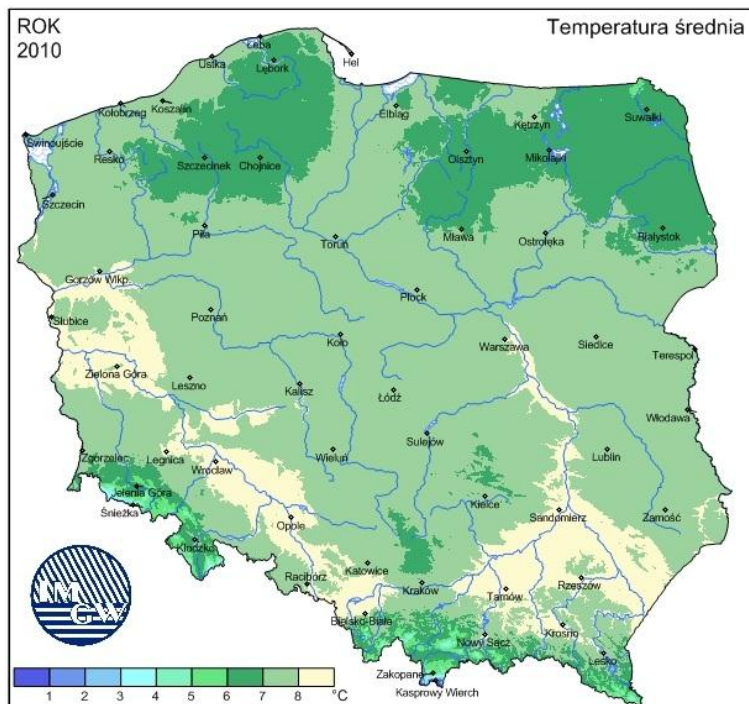 ROK
2010
Temperatura średnia
Łeba
Hel
Ustka
Lębork
Koszalin
Kołobrzeg
Elbląg
Suwałki
Kętrzyn
Świnoujście
Resko
Szczecinek
Chojnice
Olsztyn
Mikołajki
Szczecin
Piła
Toruń
Mława
Ostrołęka
Białystok
Gorzów Wlkp.
Płock
Słubice
Poznań
Koło
Warszawa
Siedlce
Terespol
Zielona Góra
Leszno
Kalisz
Łódź
Włodawa
Sulejów
Zgorzelec
Legnica
Wrocław
Wieluń
Lublin
Jelenia Góra
Śnieżka
Opole
Kielce
Sandomierz
Zamość
Kłodzko
Katowice
Racibórz
Kraków
Tarnów
Rzeszów
Bielsko-Biała
Nowy Sącz
Krosno
Lesko
Zakopane
Kasprowy Wierch
IM
GW
1 2 3 4 5 6 7 8 °C